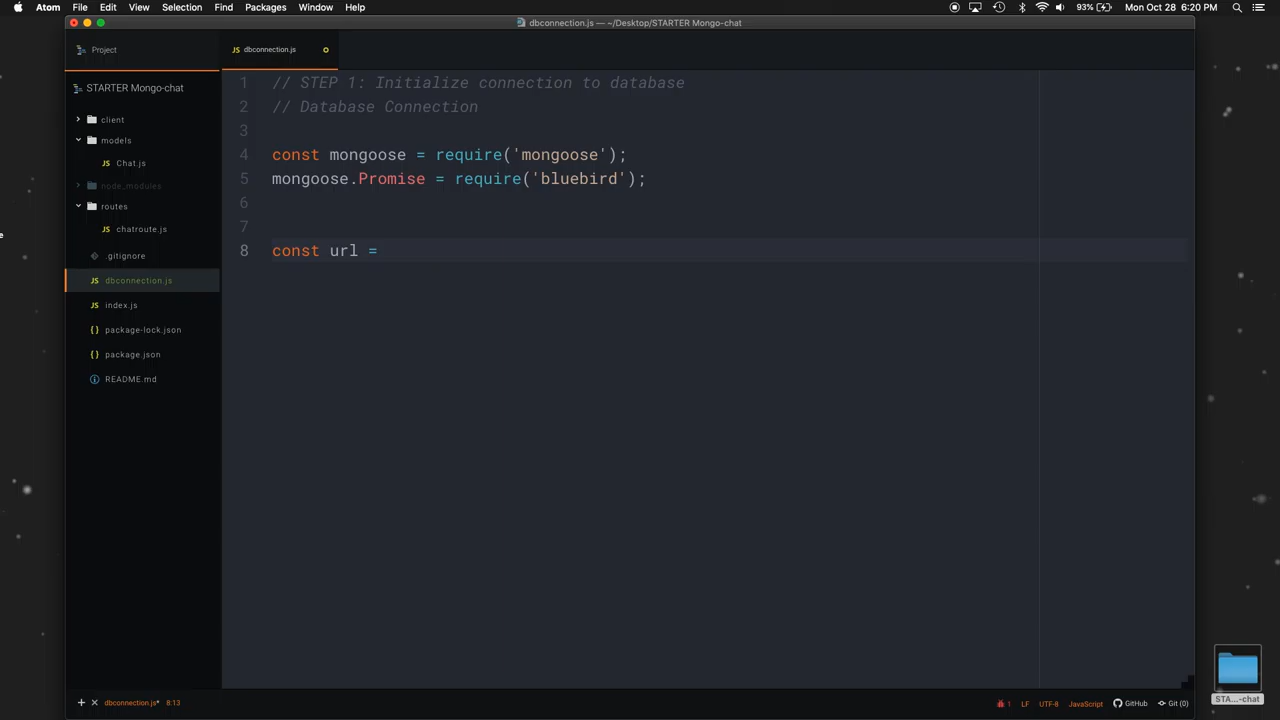 Atom File Edit View Selection Find Packages Window Help 93% Mon Oct 28 6:20 PM
dbconnection.js — ~/Desktop/STARTER Mongo-chat
Project
JS dbconnection.js
STARTER Mongo-chat
client
models
JS Chat.js
node_modules
routes
JS chatroute.js
.gitignore
JS dbconnection.js
JS index.js
{} package-lock.json
{} package.json
README.md
1 // STEP 1: Initialize connection to database
2 // Database Connection
3
4 const mongoose = require('mongoose');
5 mongoose.Promise = require('bluebird');
6
7
8 const url =
+ × dbconnection.js* 8:13 1 LF UTF-8 JavaScript GitHub Git (0)
STA...-chat